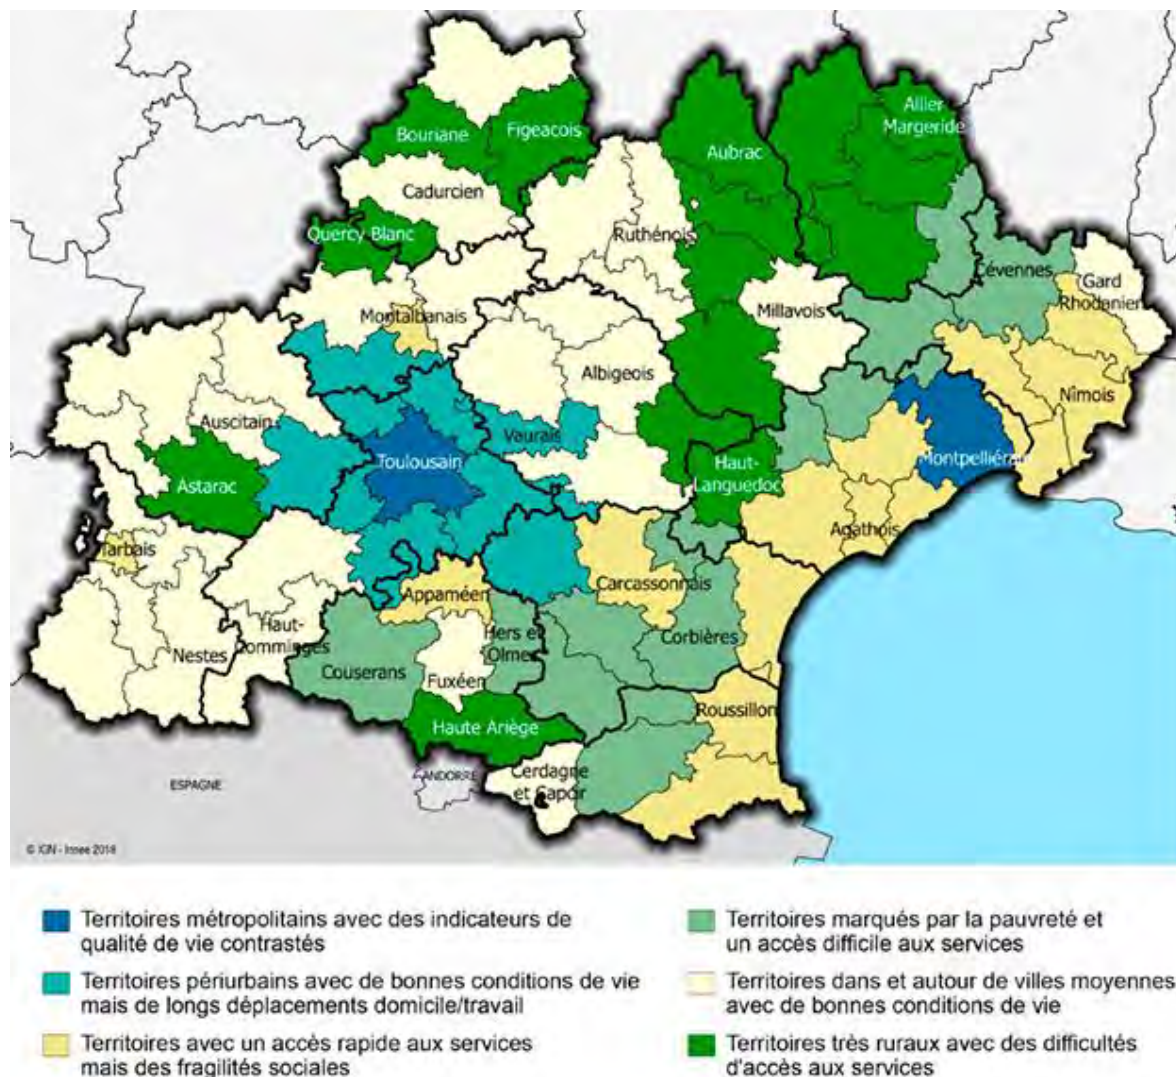 Allier
Margeride
Bouriane
Figeacois
Aubrac
Cadurcien
Quercy Blanc
Ruthénois
Cévennes
Gard
Rhodanien
Montalbanais
Millavois
Albigeois
Nîmois
Auscitain
Vaurais
Toulousain
Haut-
Languedoc
Montpelliérain
Astarac
Agathois
Tarbais
Carcassonnais
Appaméen
Haut-
Comminges
Hers et
Olmes
Corbières
Nestes
Couserans
Fuxéen
Roussillon
Haute Ariège
ANDORRE
Cerdagne
et Capcir
ESPAGNE
© IGN - Insee 2018
Territoires métropolitains avec des indicateurs de
qualité de vie contrastés
Territoires périurbains avec de bonnes conditions de vie
mais de longs déplacements domicile/travail
Territoires avec un accès rapide aux services
mais des fragilités sociales
Territoires marqués par la pauvreté et
un accès difficile aux services
Territoires dans et autour de villes moyennes
avec de bonnes conditions de vie
Territoires très ruraux avec des difficultés
d'accès aux services